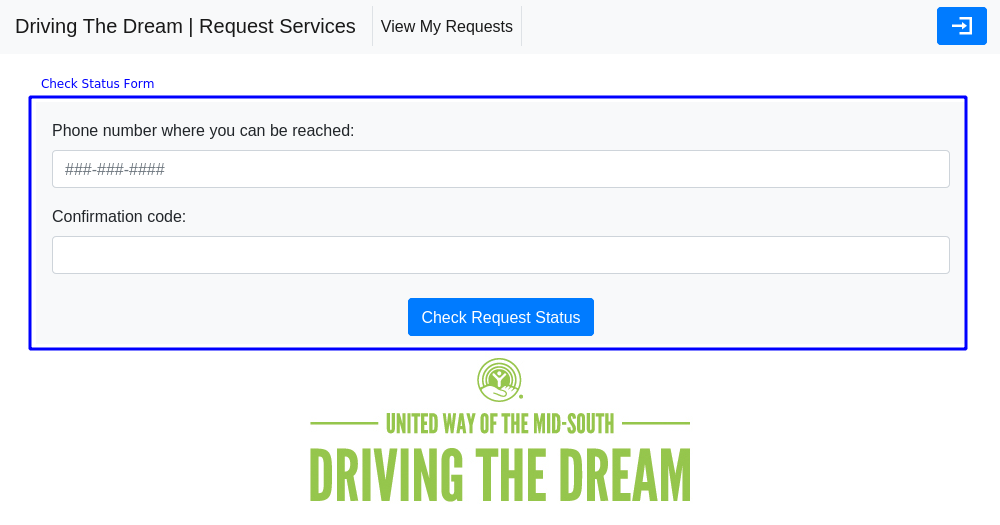 Driving The Dream | Request Services
View My Requests
Check Status Form
Phone number where you can be reached:
###-###-####
Confirmation code:
Check Request Status
UNITED WAY OF THE MID-SOUTH
DRIVING THE DREAM